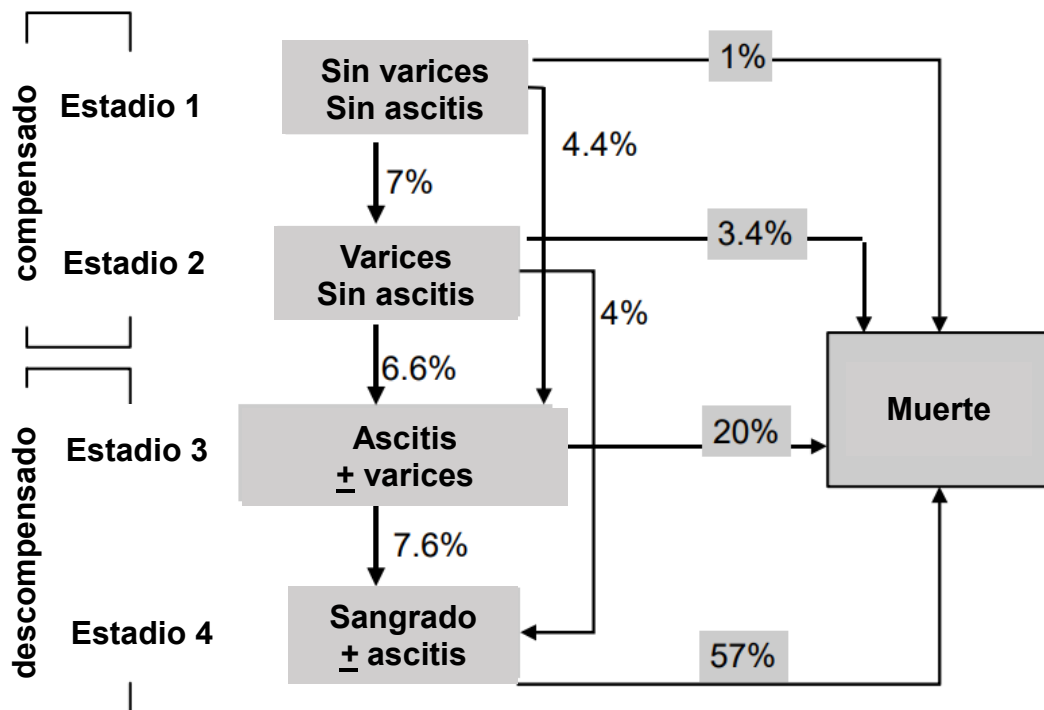 compensado
Estadio 1
Sin varices
Sin ascitis
1%
4.4%
7%
Estadio 2
Varices
Sin ascitis
3.4%
4%
6.6%
descompensado
Estadio 3
Ascitis
+ varices
20%
Muerte
7.6%
Estadio 4
Sangrado
+ ascitis
57%